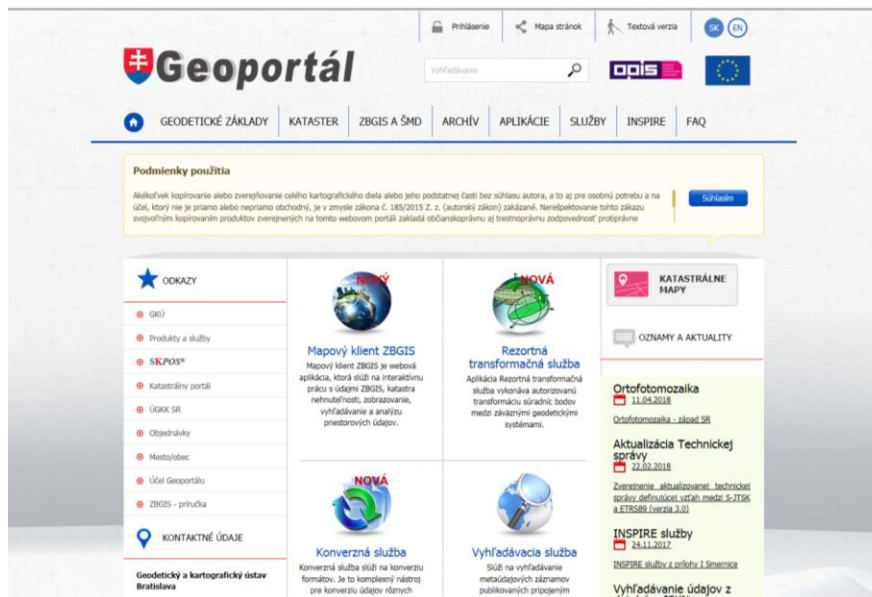 Prihlásenie
Mapa stránok
Textová verzia
SK
EN
Geoportál
Vyhľadávanie
opis
GEODETICKÉ ZÁKLADY
KATASTER
ZBGIS A ŠMD
ARCHÍV
APLIKÁCIE
SLUŽBY
INSPIRE
FAQ
Podmienky použitia
Akékoľvek kopírovanie alebo zverejňovanie celého kartografického diela alebo jeho podstatnej časti bez súhlasu autora, a to aj pre osobnú potrebu a na
účel, ktorý nie je priamo alebo nepriamo obchodný, je v zmysle zákona č. 185/2015 Z. z. (autorský zákon) zakázané. Nerešpektovanie tohto zákazu
svojvoľným kopírovaním produktov zverejnených na tomto webovom portáli zakladá občianskoprávnu aj trestnoprávnu zodpovednosť protiprávne
Súhlasím
ODKAZY
GKÚ
Produkty a služby
SKPOS®
Katastrálny portál
ÚGKK SR
Objednávky
Mesto/obec
Účel Geoportálu
ZBGIS - príručka
KONTAKTNÉ ÚDAJE
Geodetický a kartografický ústav
Bratislava
NOVÝ
Mapový klient ZBGIS
Mapový klient ZBGIS je webová
aplikácia, ktorá slúži na interaktívnu
prácu s údajmi ZBGIS, katastra
nehnuteľností, zobrazovanie,
vyhľadávanie a analýzu
priestorových údajov.
NOVÁ
Rezortná
transformačná služba
Aplikácia Rezortná transformačná
služba vykonáva autorizovanú
transformáciu súradníc bodov
medzi záväznými geodetickými
systémami.
NOVÁ
Konverzná služba
Konverzná služba slúži na konverziu
formátov. Je to komplexný nástroj
pre konverziu údajov rôznych
Vyhľadávacia služba
Slúži na vyhľadávanie
metaúdajových záznamov
publikovaných pripojeným
KATASTRÁLNE
MAPY
OZNAMY A AKTUALITY
Ortofotomozaika
11.04.2018
Ortofotomozaika - západ SR
Aktualizácia Technickej
správy
22.02.2018
Zverejnenie aktualizovanej technickej
správy definujúcej vzťah medzi S-JTSK
a ETRS89 (verzia 3.0)
INSPIRE služby
24.11.2017
INSPIRE služby z prílohy I Smernice
Vyhľadávanie údajov z